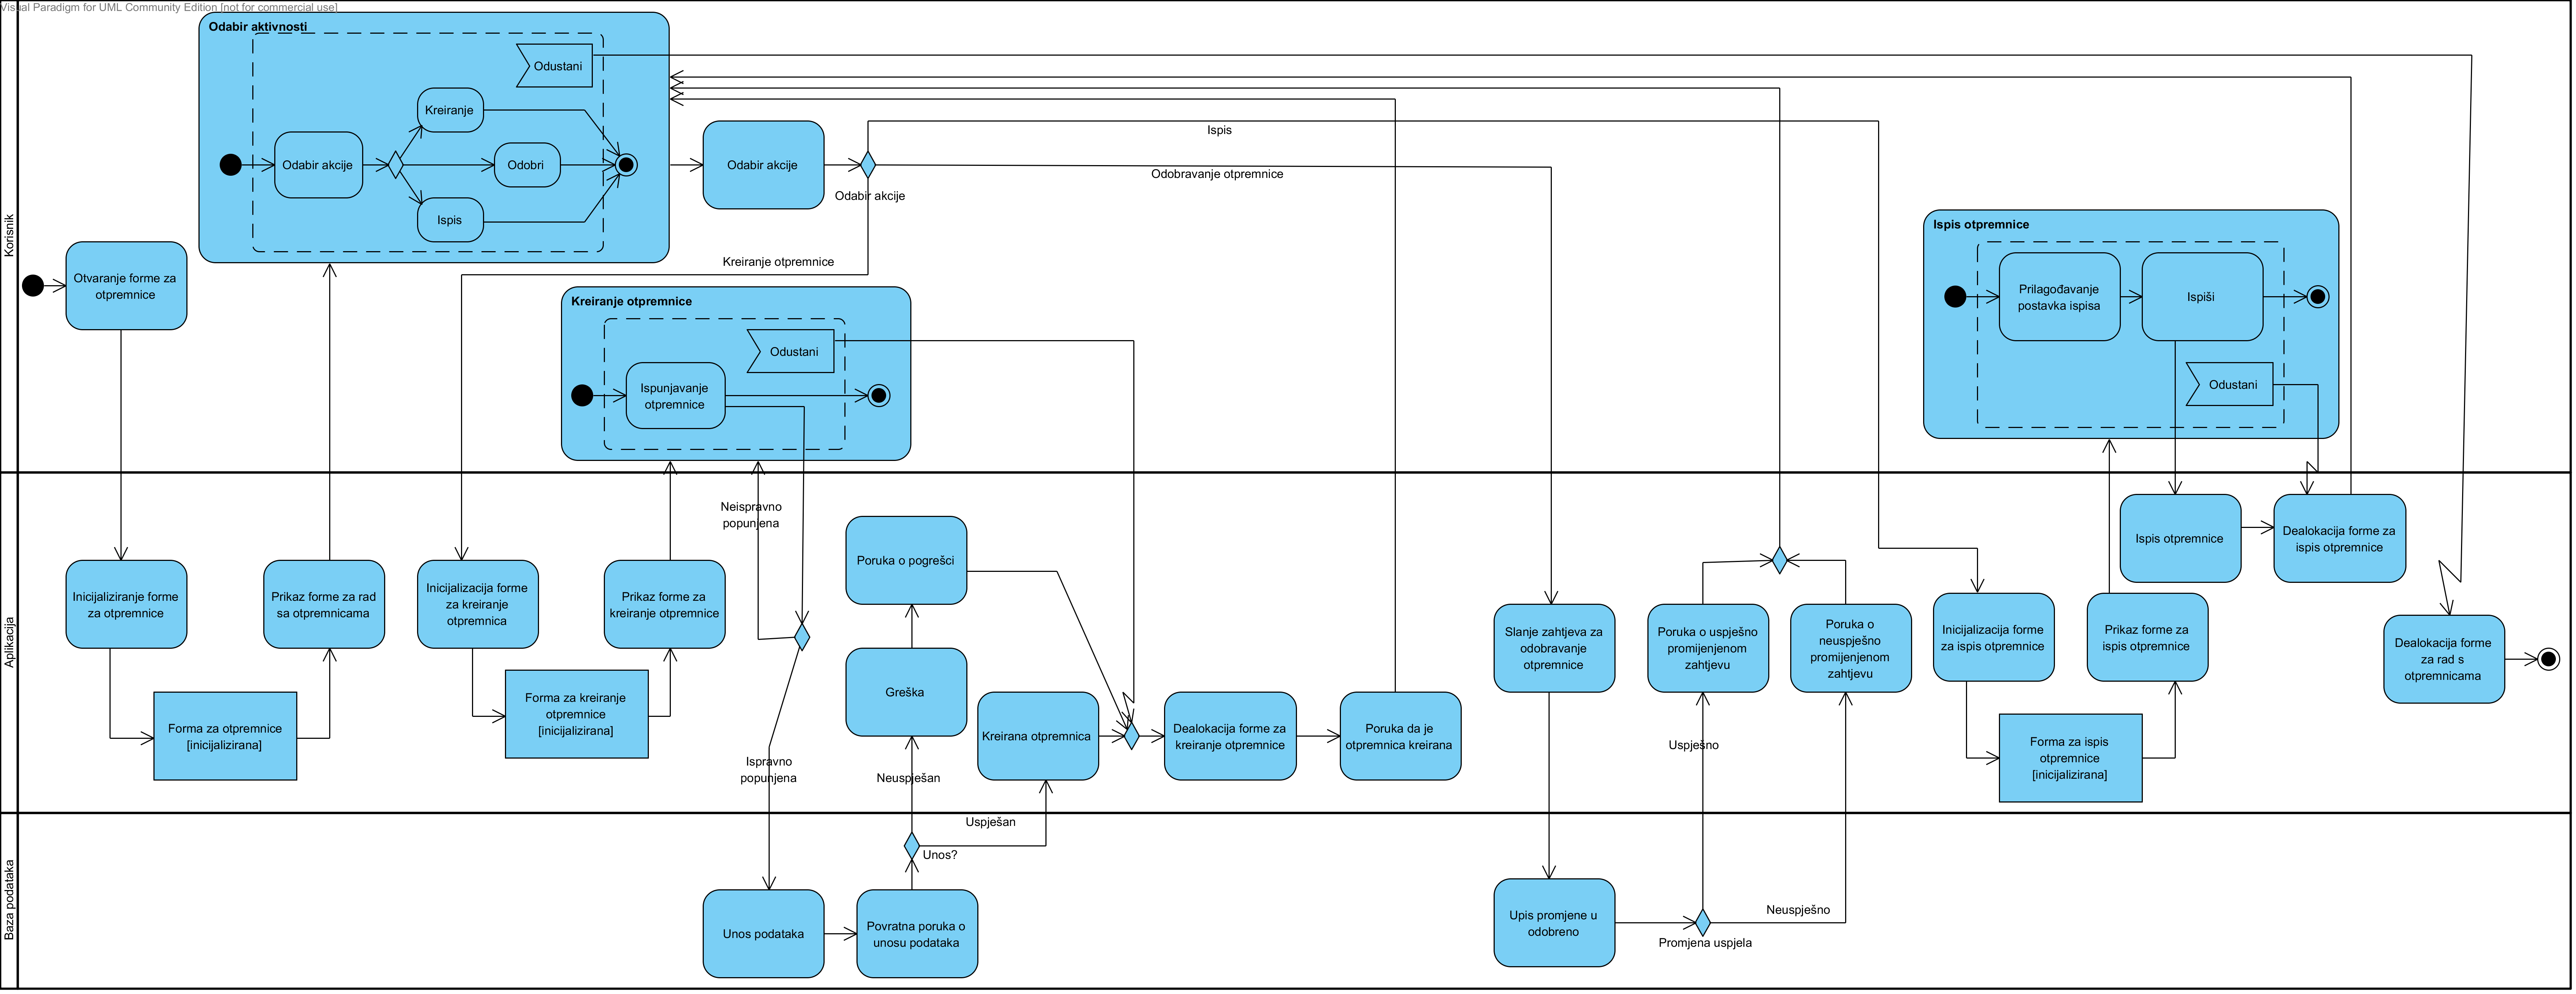 Visual Paradigm for UML Community Edition [not for commercial use]
Korisnik
Odabir aktivnosti
Odustani
Kreiranje
Odabir akcije
Odobri
Ispis
Odabir akcije
Odabir akcije
Ispis
Odobravanje otpremnice
Kreiranje otpremnice
Otvaranje forme za
otpremnice
Kreiranje otpremnice
Odustani
Ispunjavanje
otpremnice
Ispis otpremnice
Prilagođavanje
postavka ispisa
Ispiši
Odustani
Aplikacija
Inicijaliziranje forme
za otpremnice
Forma za otpremnice
[inicijalizirana]
Prikaz forme za rad
sa otpremnicama
Inicijalizacija forme
za kreiranje
otpremnica
Forma za kreiranje
otpremnice
[inicijalizirana]
Prikaz forme za
kreiranje otpremnice
Neispravno
popunjena
Ispravno
popunjena
Poruka o pogrešci
Greška
Neuspješan
Kreirana otpremnica
Uspješan
Dealokacija forme za
kreiranje otpremnice
Poruka da je
otpremnica kreirana
Slanje zahtjeva za
odobravanje
otpremnice
Poruka o uspješno
promijenjenom
zahtjevu
Poruka o
neuspješno
promijenjenom
zahtjevu
Uspješno
Inicijalizacija forme
za ispis otpremnice
Forma za ispis
otpremnice
[inicijalizirana]
Prikaz forme za
ispis otpremnice
Ispis otpremnice
Dealokacija forme za
ispis otpremnice
Dealokacija forme
za rad s
otpremnicama
Baza podataka
Unos podataka
Povratna poruka o
unosu podataka
Unos?
Upis promjene u
odobreno
Promjena uspjela
Neuspješno